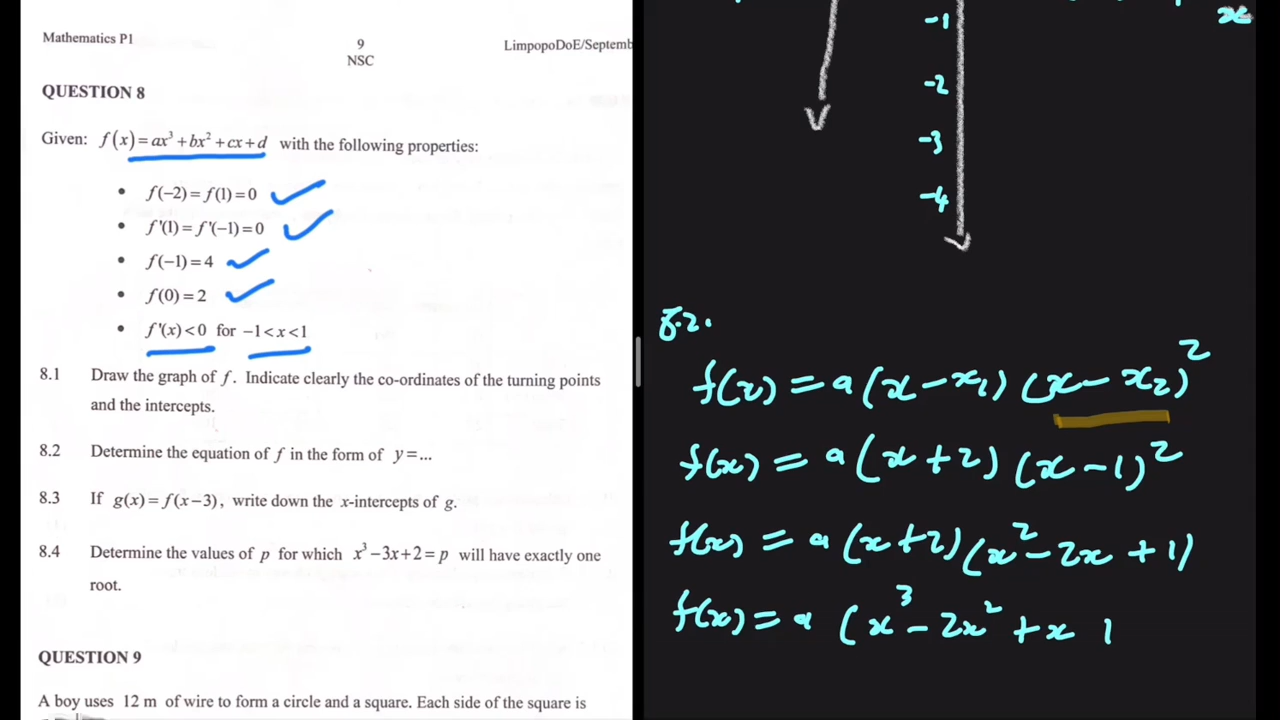 Mathematics P1
9
NSC
LimpopoDoE/Septemb
QUESTION 8
Given: f(x)=ax³+bx²+cx+d with the following properties:
• f(−2)=f(1)=0
• f'(1)=f'(−1)=0
• f(−1)=4
• f(0)=2
• f'(x)<0 for −1<x<1
8.1 Draw the graph of f. Indicate clearly the co-ordinates of the turning points
and the intercepts.
8.2 Determine the equation of f in the form of y=...
8.3 If g(x)=f(x−3), write down the x-intercepts of g.
8.4 Determine the values of p for which x³−3x+2=p will have exactly one
root.
QUESTION 9
A boy uses 12 m of wire to form a circle and a square. Each side of the square is
x
-1
-2
-3
-4
8.2.
f(x) = a(x−x₁)(x−x₂)²
f(x) = a(x+2)(x−1)²
f(x) = a(x+2)(x²−2x+1)
f(x) = a(x³−2x²+x